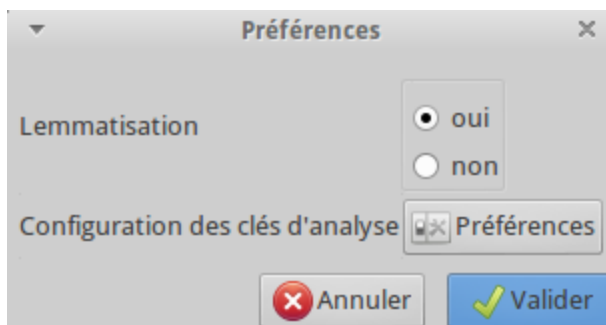 Préférences
Lemmatisation
oui
non
Configuration des clés d'analyse Préférences
Annuler Valider